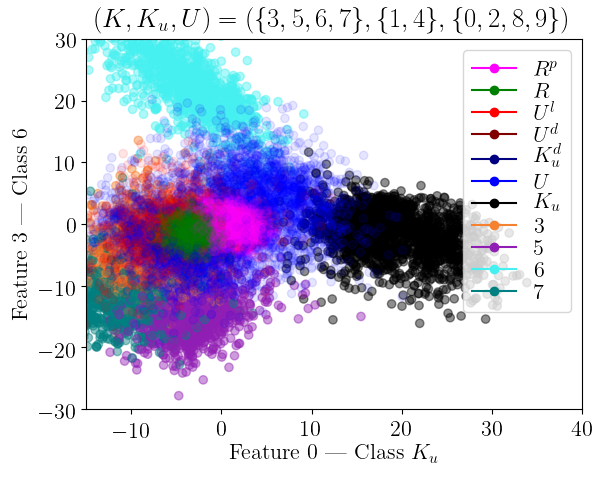 (K, K_u, U) = ({3, 5, 6, 7}, {1, 4}, {0, 2, 8, 9})
30
20
10
0
−10
−20
−30
Feature 3 — Class 6
R^p
R
U^l
U^d
K_u^d
U
K_u
3
5
6
7
−10
0
10
20
30
40
Feature 0 — Class K_u